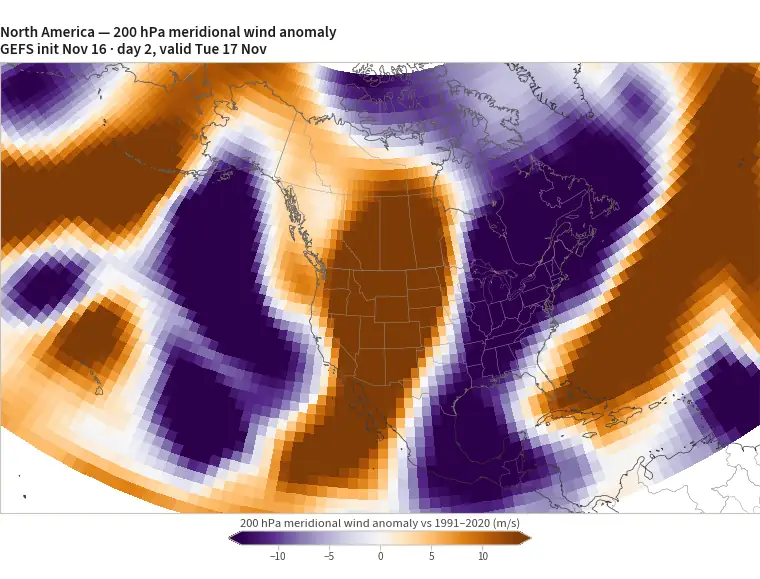 North America — 200 hPa meridional wind anomaly
GEFS init Nov 16 · day 2, valid Tue 17 Nov
200 hPa meridional wind anomaly vs 1991–2020 (m/s)
−10 −5 0 5 10